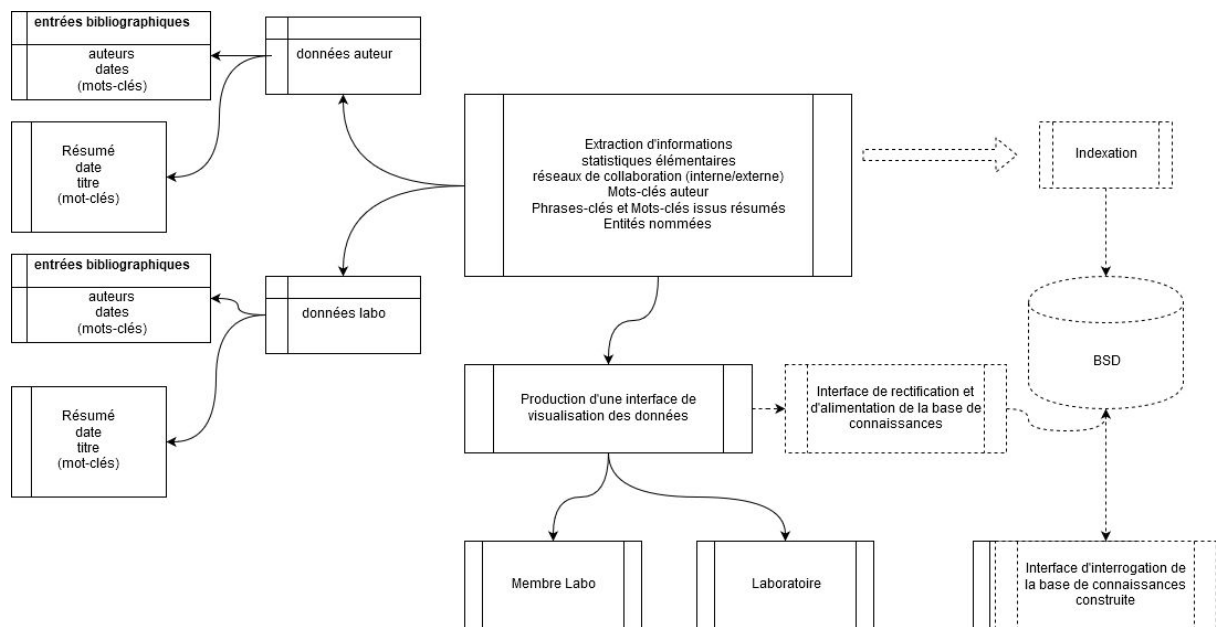 entrées bibliographiques
auteurs
dates
(mots-clés)
données auteur
Résumé
date
titre
(mot-clés)
Extraction d'informations
statistiques élémentaires
réseaux de collaboration (interne/externe)
Mots-clés auteur
Phrases-clés et Mots-clés issus résumés
Entités nommées
Indexation
entrées bibliographiques
auteurs
dates
(mots-clés)
données labo
Résumé
date
titre
(mot-clés)
BSD
Production d'une interface de
visualisation des données
Interface de rectification et
d'alimentation de la base de
connaissances
Membre Labo
Laboratoire
Interface d'interrogation de
la base de connaissances
construite